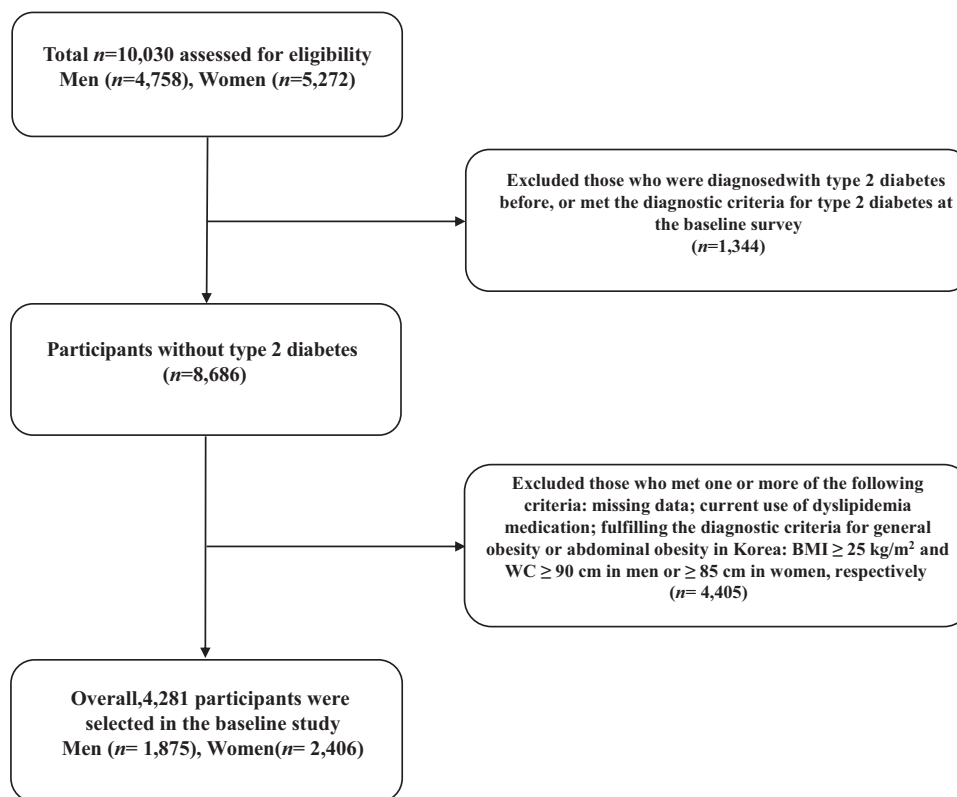 Total n=10,030 assessed for eligibility
Men (n=4,758), Women (n=5,272)
Excluded those who were diagnosedwith type 2 diabetes
before, or met the diagnostic criteria for type 2 diabetes at
the baseline survey
(n=1,344)
Participants without type 2 diabetes
(n=8,686)
Excluded those who met one or more of the following
criteria: missing data; current use of dyslipidemia
medication; fulfilling the diagnostic criteria for general
obesity or abdominal obesity in Korea: BMI ≥ 25 kg/m² and
WC ≥ 90 cm in men or ≥ 85 cm in women, respectively
(n= 4,405)
Overall,4,281 participants were
selected in the baseline study
Men (n= 1,875), Women(n= 2,406)